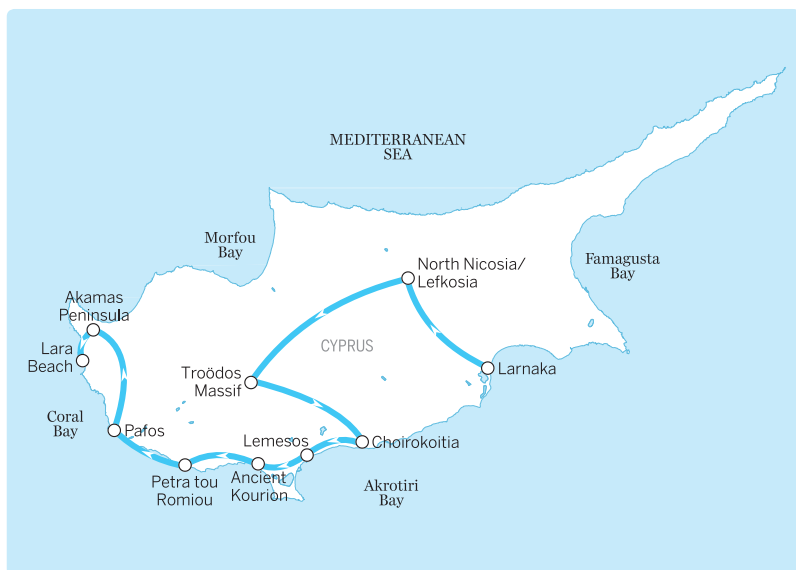 MEDITERRANEAN
SEA
Morfou
Bay
North Nicosia/
Lefkosia
Famagusta
Bay
Akamas
Peninsula
CYPRUS
Lara
Beach
Troödos
Massif
Larnaka
Coral
Bay
Pafos
Lemesos
Choirokoitia
Petra tou
Romiou
Ancient
Kourion
Akrotiri
Bay